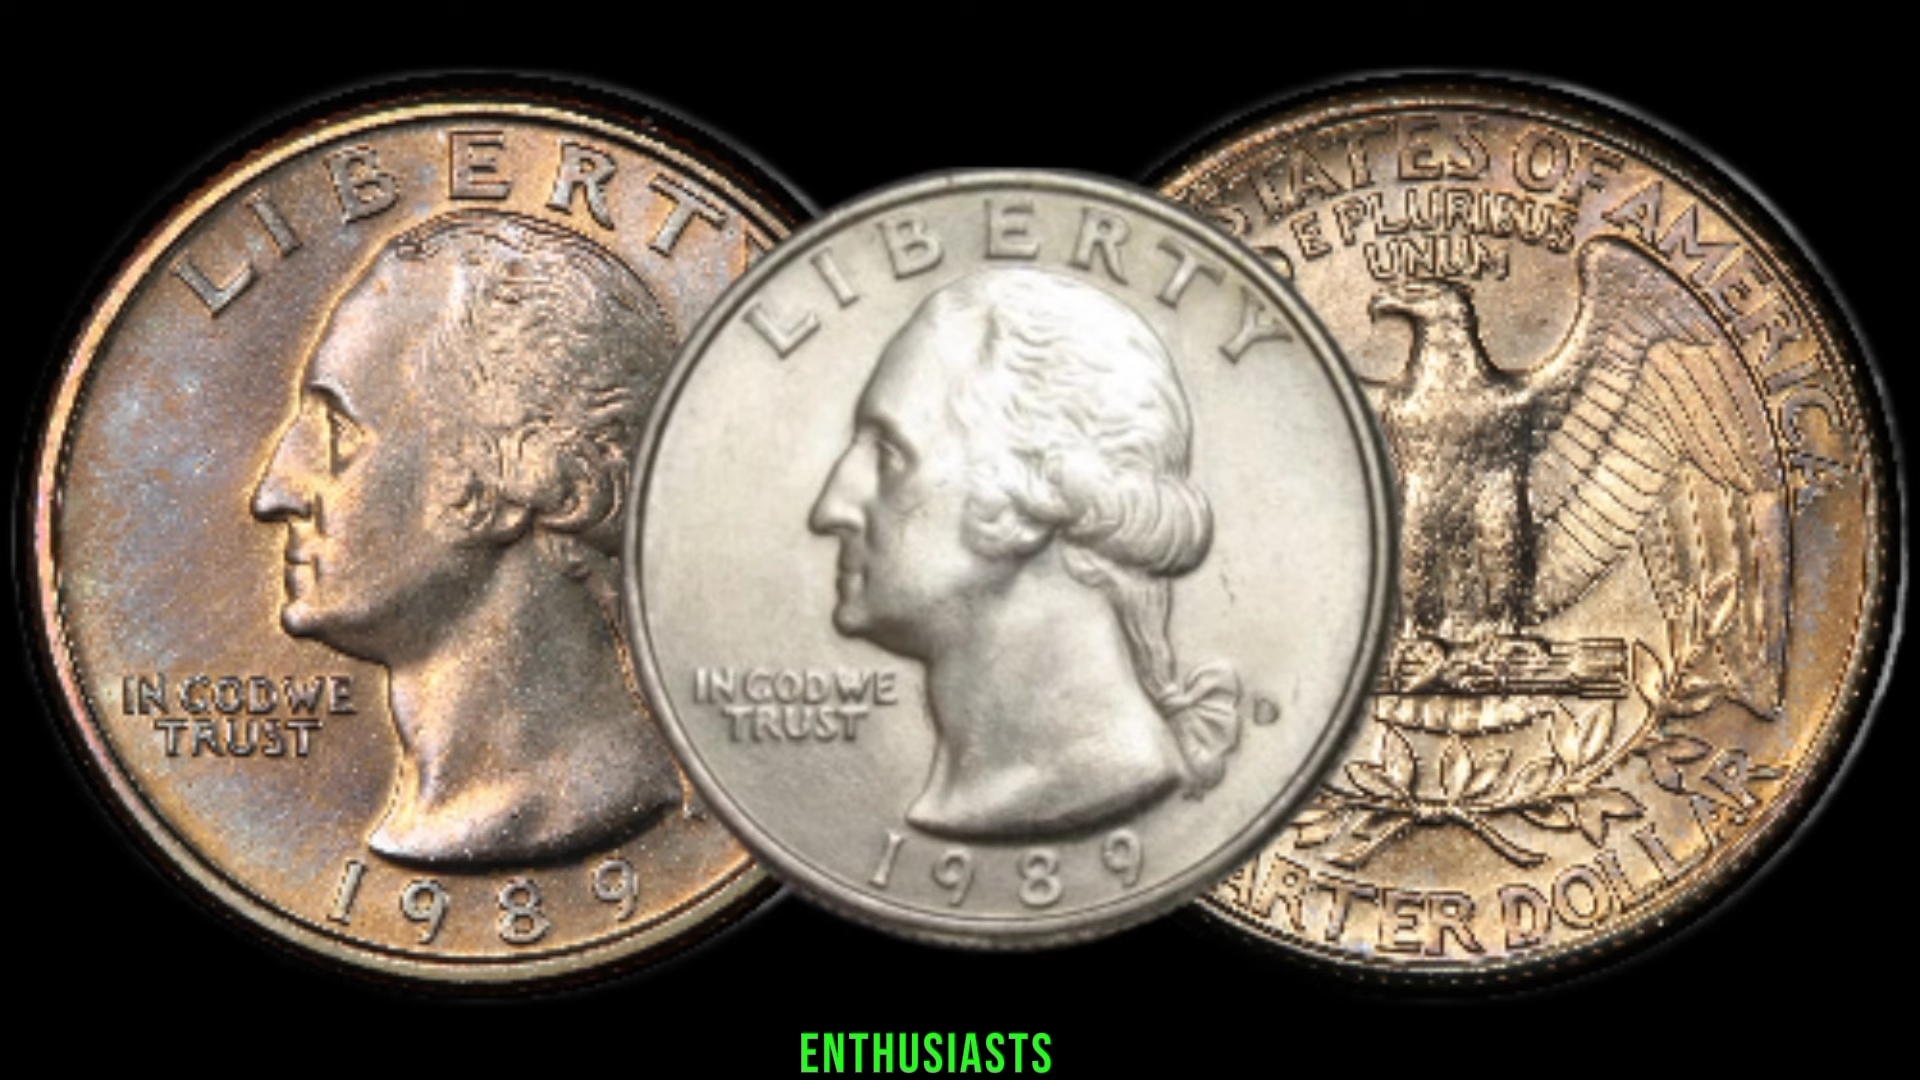 LIBERT
IN GOD WE
TRUST
1989
LIBERTY
IN GOD WE
TRUST
D
1989
STATES OF AMERICA
E PLURIBUS
UNUM
ARTER DOLLAR
ENTHUSIASTS